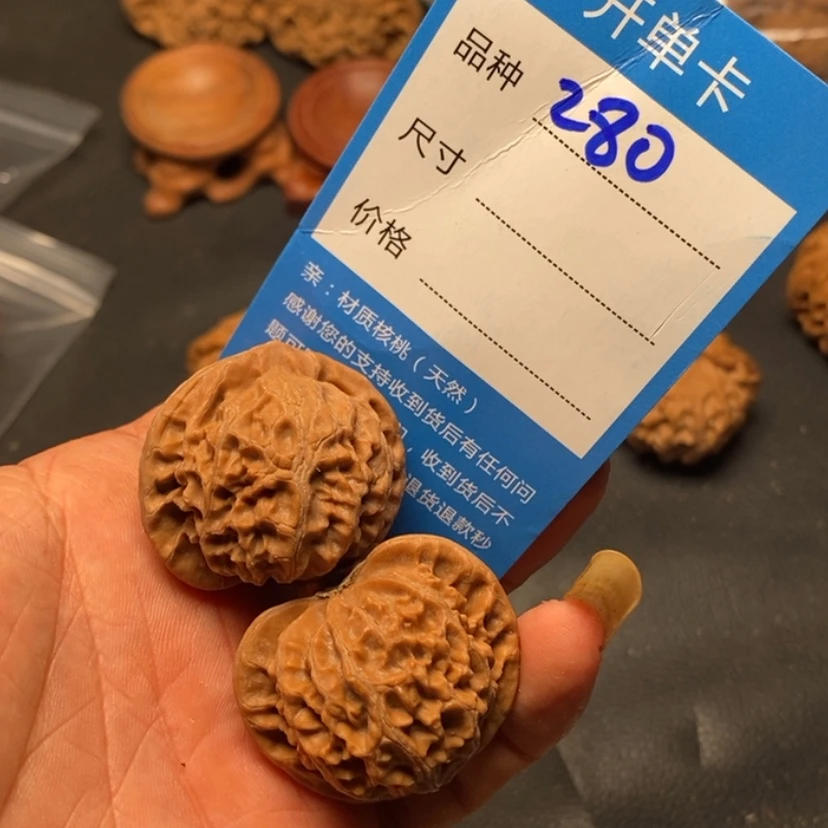 开单卡
品种 280
尺寸
价格
亲：材质核桃（天然）
感谢您的支持收到货后有任何问
题可
，收到货后不
退货退款秒